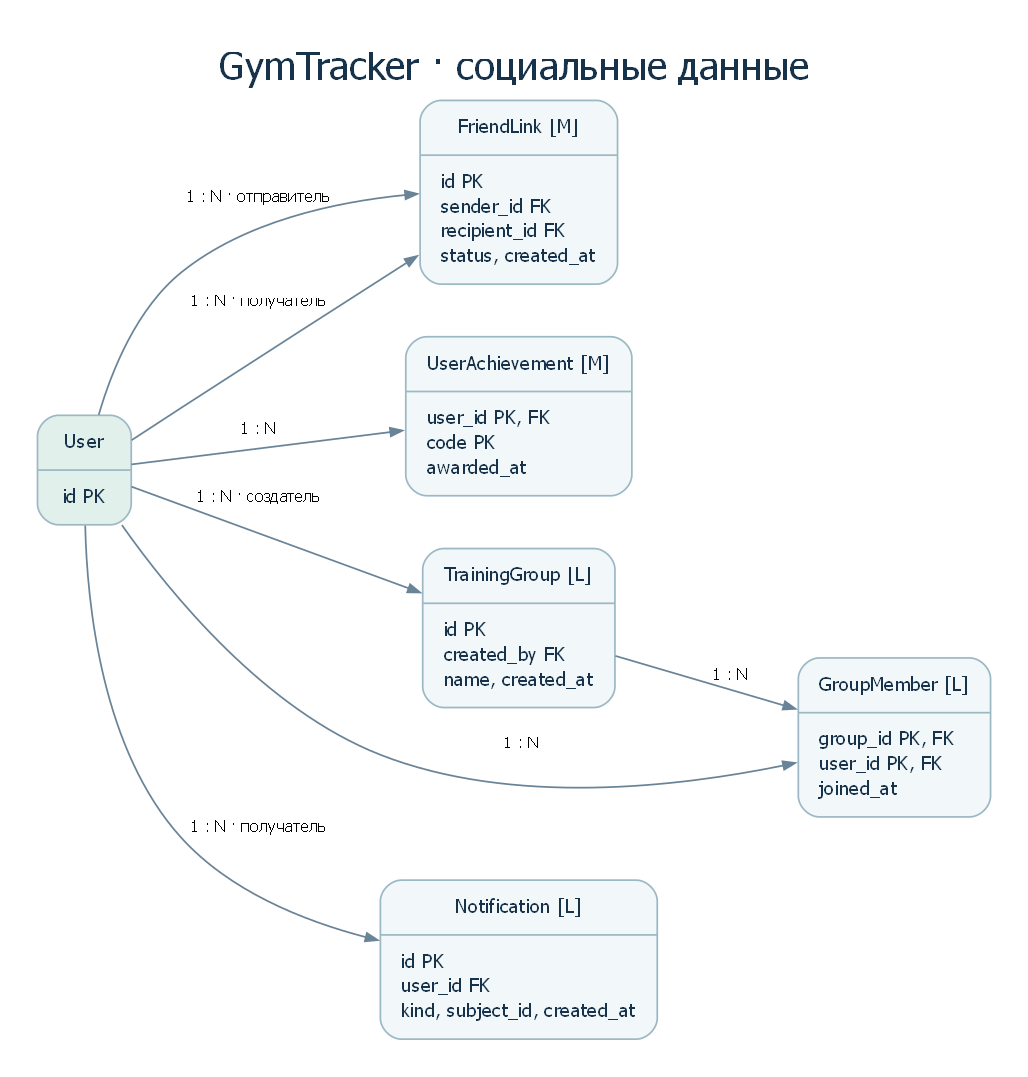 GymTracker · социальные данные
FriendLink [M]
id PK
sender_id FK
recipient_id FK
status, created_at
1 : N · отправитель
1 : N · получатель
UserAchievement [M]
user_id PK, FK
code PK
awarded_at
1 : N
User
id PK
1 : N · создатель
TrainingGroup [L]
id PK
created_by FK
name, created_at
1 : N
GroupMember [L]
group_id PK, FK
user_id PK, FK
joined_at
1 : N
1 : N · получатель
Notification [L]
id PK
user_id FK
kind, subject_id, created_at